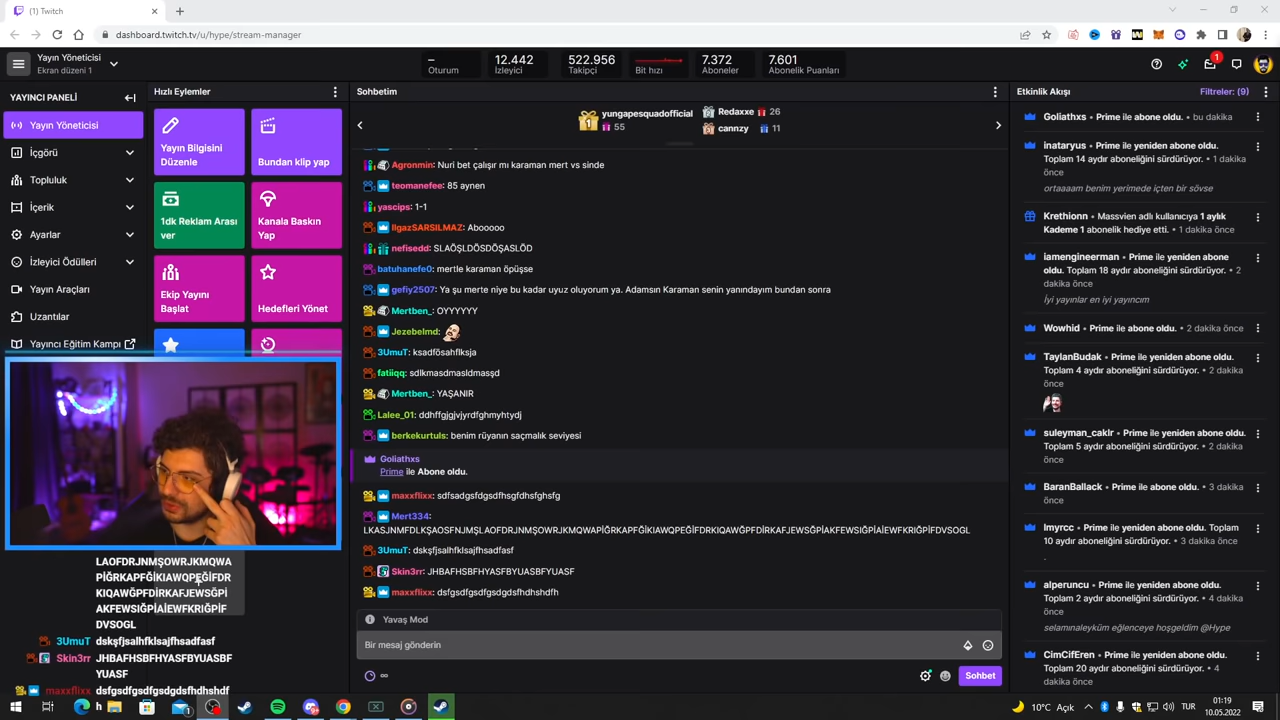 (1) Twitch
dashboard.twitch.tv/u/hype/stream-manager
Yayın Yöneticisi
Ekran düzeni 1
–
Oturum
12.442
İzleyici
522.956
Takipçi
Bit hızı
7.372
Aboneler
7.601
Abonelik Puanları
1
YAYINCI PANELİ
Yayın Yöneticisi
İçgörü
Topluluk
İçerik
Ayarlar
İzleyici Ödülleri
Yayın Araçları
Uzantılar
Yayıncı Eğitim Kampı
Hızlı Eylemler
Yayın Bilgisini
Düzenle
Bundan klip yap
1dk Reklam Arası
ver
Kanala Baskın
Yap
Ekip Yayını
Başlat
Hedefleri Yönet
LAOFDRJNMŞOWRJKMQWA
PİĞRKAPFĞİKIAWQPEĞİFDR
KIQAWĞPFDİRKAFJEWSĞPİ
AKFEWSIĞPİAİEWFKRIĞPİF
DVSOGL
3UmuT dskşfjsalhfklsajfhsadfasf
Skin3rr JHBAFHSBFHYASFBYUASBF
YUASF
maxxflixx dsfgsdfgsdfgsdgdsfhdshdf
Sohbetim
1
yungapesquadofficial
55
Redaxxe 26
cannzy 11
Agronmin: Nuri bet çalışır mı karaman mert vs sinde
teomanefee: 85 aynen
yascips: 1-1
IlgazSARSILMAZ: Abooooo
nefisedd: SLAÖŞLDÖSDÖŞASLÖD
batuhanefe0: mertle karaman öpüşse
gefiy2507: Ya şu merte niye bu kadar uyuz oluyorum ya. Adamsın Karaman senin yanındayım bundan sonra
Mertben_: OYYYYYY
Jezebelmd:
3UmuT: ksadfösahflksja
fatiiqq: sdlkmasdmasldmasşd
Mertben_: YAŞANIR
Lalee_01: ddhffgjgjvjyrdfghmyhtydj
berkekurtuls: benim rüyanın saçmalık seviyesi
Goliathxs
Prime ile Abone oldu.
maxxflixx: sdfsadgsfdgsdfhsgfdhsfghsfg
Mert334:
LKASJNMFDLKŞAOSFNJMŞLAOFDRJNMŞOWRJKMQWAPİĞRKAPFĞİKIAWQPEĞİFDRKIQAWĞPFDİRKAFJEWSĞPİAKFEWSIĞPİAİEWFKRIĞPİFDVSOGL
3UmuT: dskşfjsalhfklsajfhsadfasf
Skin3rr: JHBAFHSBFHYASFBYUASBFYUASF
maxxflixx: dsfgsdfgsdfgsdgdsfhdhshdfh
Yavaş Mod
Bir mesaj gönderin
∞
Sohbet
Etkinlik Akışı
Filtreler: (9)
Goliathxs • Prime ile abone oldu. • bu dakika
inataryus • Prime ile yeniden abone oldu.
Toplam 14 aydır aboneliğini sürdürüyor. • 1 dakika
önce
ortaaaam benim yerimede içten bir sövse
Krethionn • Massvien adlı kullanıcıya 1 aylık
Kademe 1 abonelik hediye etti. • 1 dakika önce
iamengineerman • Prime ile yeniden abone
oldu. Toplam 18 aydır aboneliğini sürdürüyor. • 2
dakika önce
İyi yayınlar en iyi yayıncım
Wowhid • Prime ile abone oldu. • 2 dakika önce
TaylanBudak • Prime ile yeniden abone oldu.
Toplam 4 aydır aboneliğini sürdürüyor. • 2 dakika
önce
suleyman_caklr • Prime ile yeniden abone oldu.
Toplam 5 aydır aboneliğini sürdürüyor. • 2 dakika
önce
BaranBallack • Prime ile abone oldu. • 3 dakika
önce
lmyrcc • Prime ile yeniden abone oldu. Toplam
10 aydır aboneliğini sürdürüyor. • 3 dakika önce
.
alperuncu • Prime ile yeniden abone oldu.
Toplam 2 aydır aboneliğini sürdürüyor. • 4 dakika
önce
selamınaleyküm eğlenceye hoşgeldim @Hype
CimCifEren • Prime ile yeniden abone oldu.
Toplam 20 aydır aboneliğini sürdürüyor. • 4
dakika önce
h
10°C Açık
TUR
01:19
10.05.2022